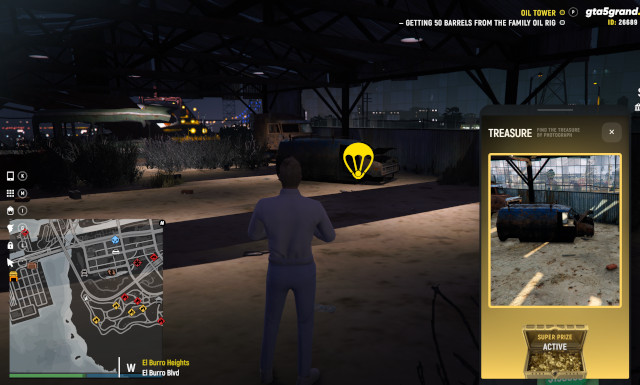 OIL TOWER P
– GETTING 50 BARRELS FROM THE FAMILY OIL RIG
gta5grand.
ID: 26689
TREASURE
FIND THE TREASURE
BY PHOTOGRAPH
×
K
M
I
L
N
W
El Burro Heights
El Burro Blvd
SUPER PRIZE
ACTIVE